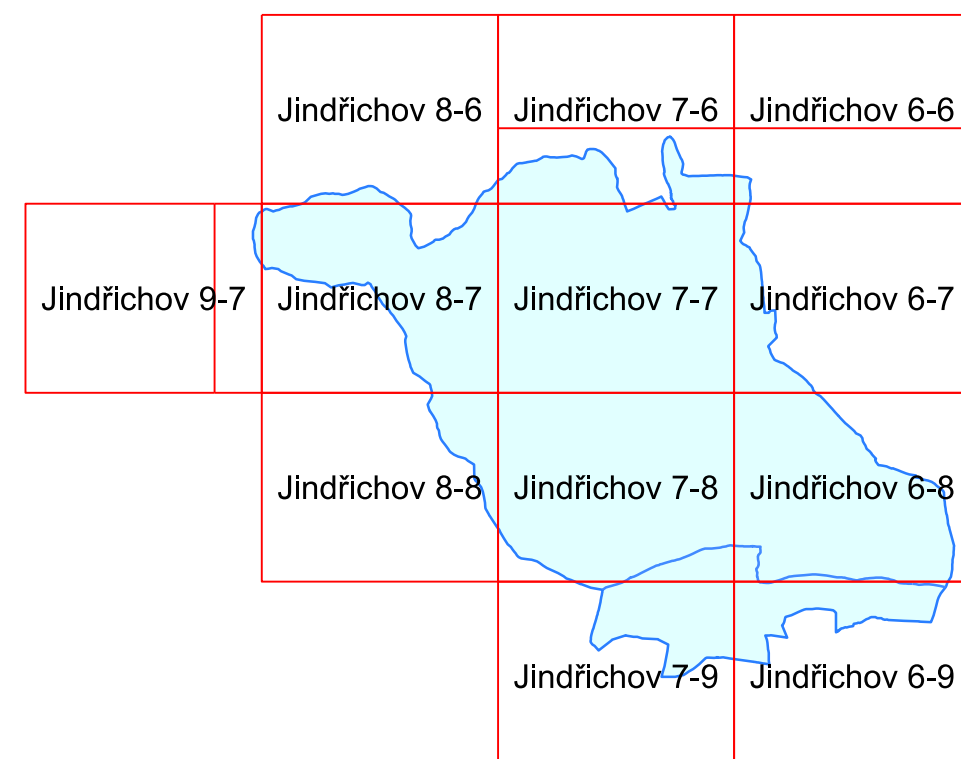 Jindřichov 8-6
Jindřichov 7-6
Jindřichov 6-6
Jindřichov 9-7
Jindřichov 8-7
Jindřichov 7-7
Jindřichov 6-7
Jindřichov 8-8
Jindřichov 7-8
Jindřichov 6-8
Jindřichov 7-9
Jindřichov 6-9